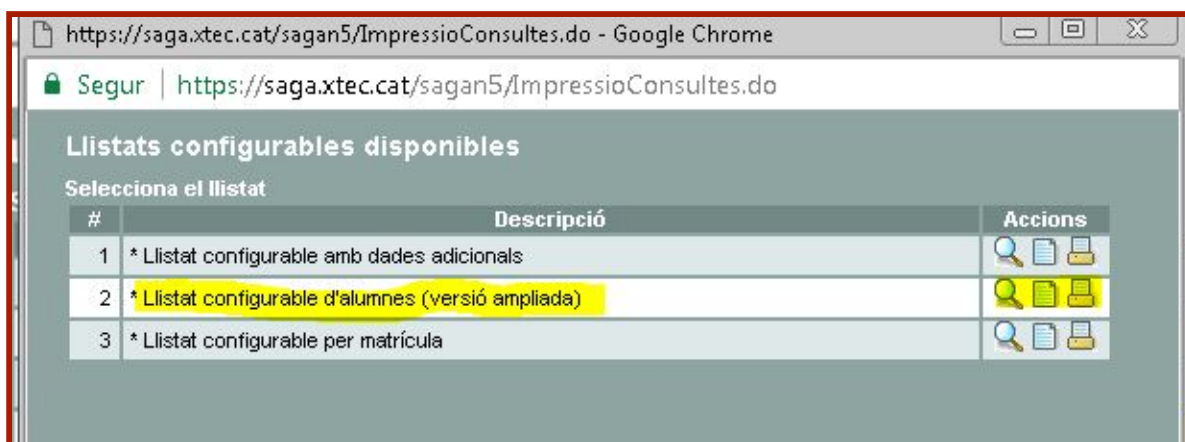 https://saga.xtec.cat/sagan5/ImpressioConsultes.do - Google Chrome
Segur | https://saga.xtec.cat/sagan5/ImpressioConsultes.do
Llistats configurables disponibles
Selecciona el llistat
# Descripció Accions
1 * Llistat configurable amb dades adicionals
2 * Llistat configurable d'alumnes (versió ampliada)
3 * Llistat configurable per matrícula